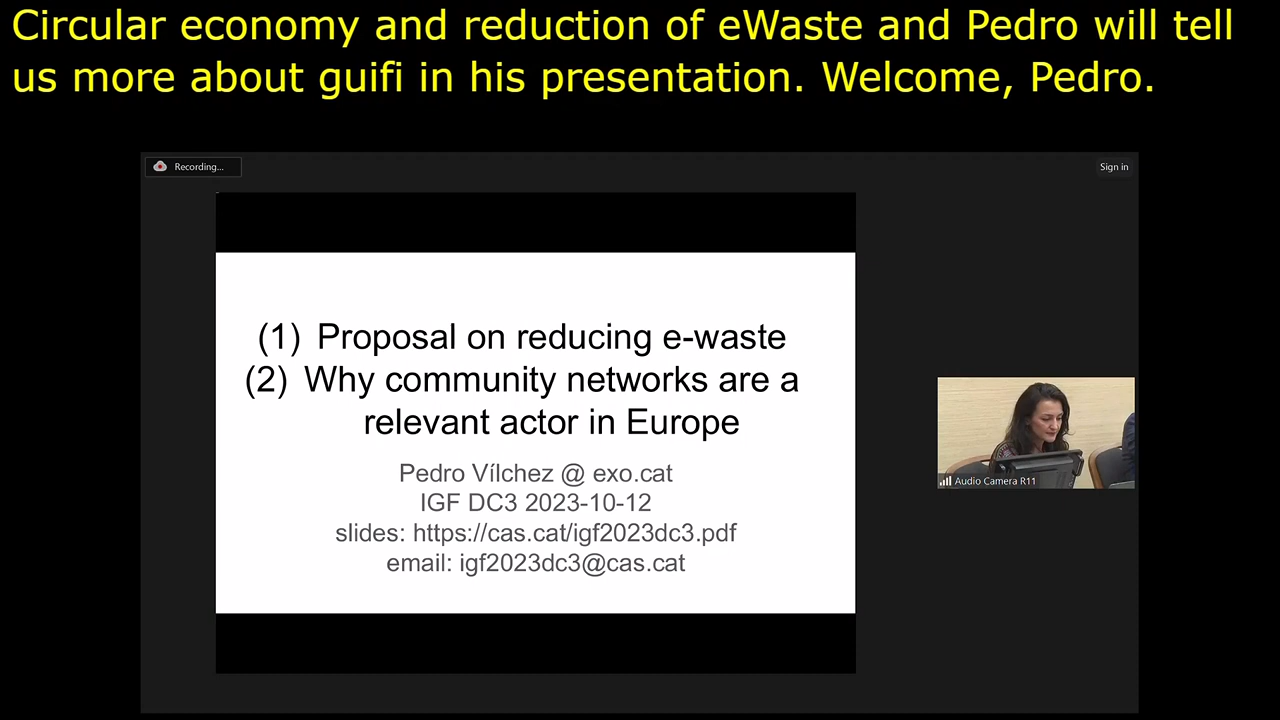 Circular economy and reduction of eWaste and Pedro will tell
us more about guifi in his presentation. Welcome, Pedro.
Recording...
Sign in
(1) Proposal on reducing e-waste
(2) Why community networks are a
relevant actor in Europe
Pedro Vílchez @ exo.cat
IGF DC3 2023-10-12
slides: https://cas.cat/igf2023dc3.pdf
email: igf2023dc3@cas.cat
Audio Camera R11